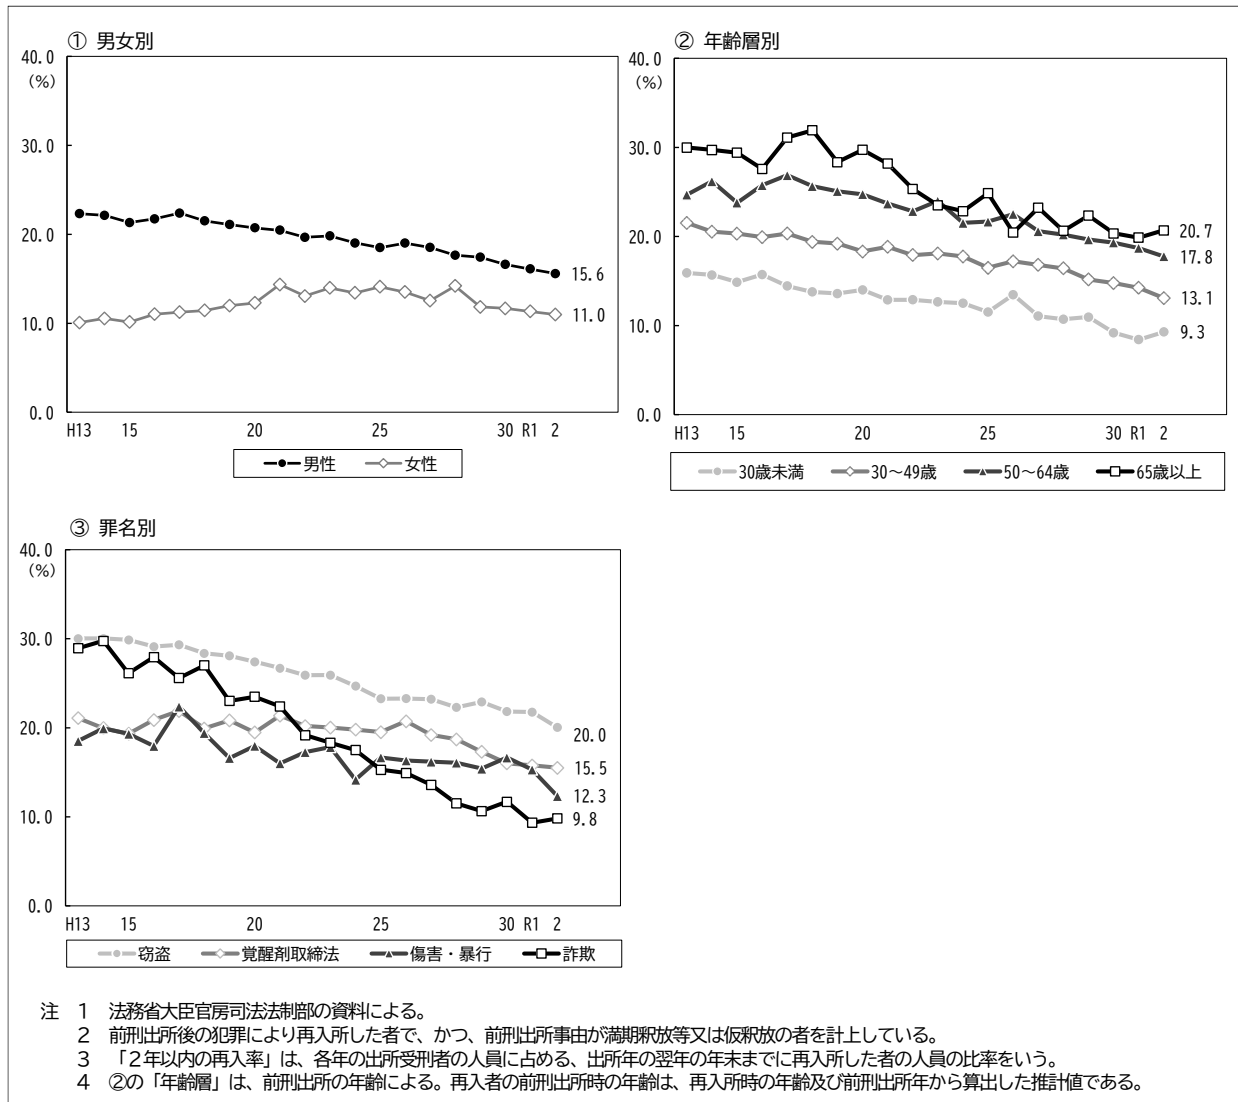 ① 男女別
40.0
(%)
30.0
20.0
10.0
0.0
15.6
11.0
H13 15 20 25 30 R1 2
男性 女性
② 年齢層別
40.0
(%)
30.0
20.0
10.0
0.0
20.7
17.8
13.1
9.3
H13 15 20 25 30 R1 2
30歳未満 30～49歳 50～64歳 65歳以上
③ 罪名別
40.0
(%)
30.0
20.0
10.0
0.0
20.0
15.5
12.3
9.8
H13 15 20 25 30 R1 2
窃盗 覚醒剤取締法 傷害・暴行 詐欺
注 1 法務省大臣官房司法法制部の資料による。
2 前刑出所後の犯罪により再入所した者で、かつ、前刑出所事由が満期釈放等又は仮釈放の者を計上している。
3 「２年以内の再入率」は、各年の出所受刑者の人員に占める、出所年の翌年の年末までに再入所した者の人員の比率をいう。
4 ②の「年齢層」は、前刑出所の年齢による。再入者の前刑出所時の年齢は、再入所時の年齢及び前刑出所年から算出した推計値である。